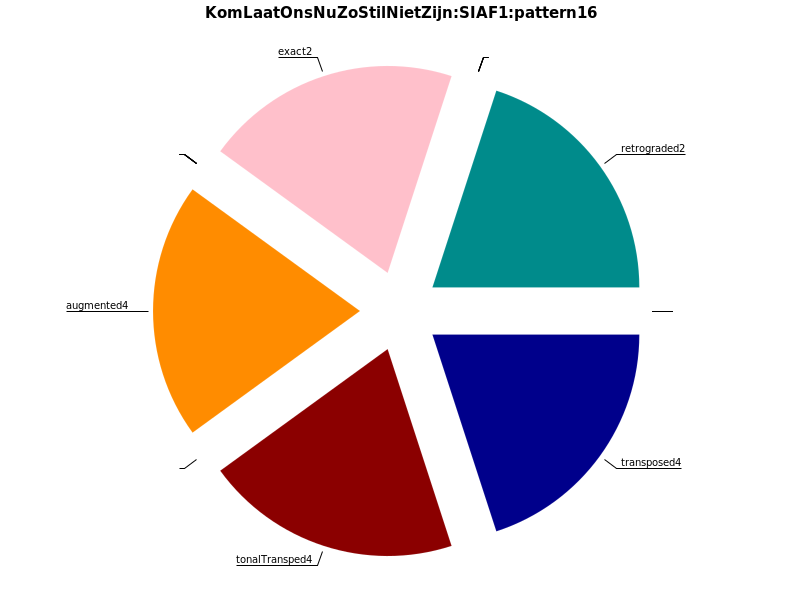 KomLaatOnsNuZoStilNietZijn:SIAF1:pattern16
exact2
retrograded2
augmented4
transposed4
tonalTransped4